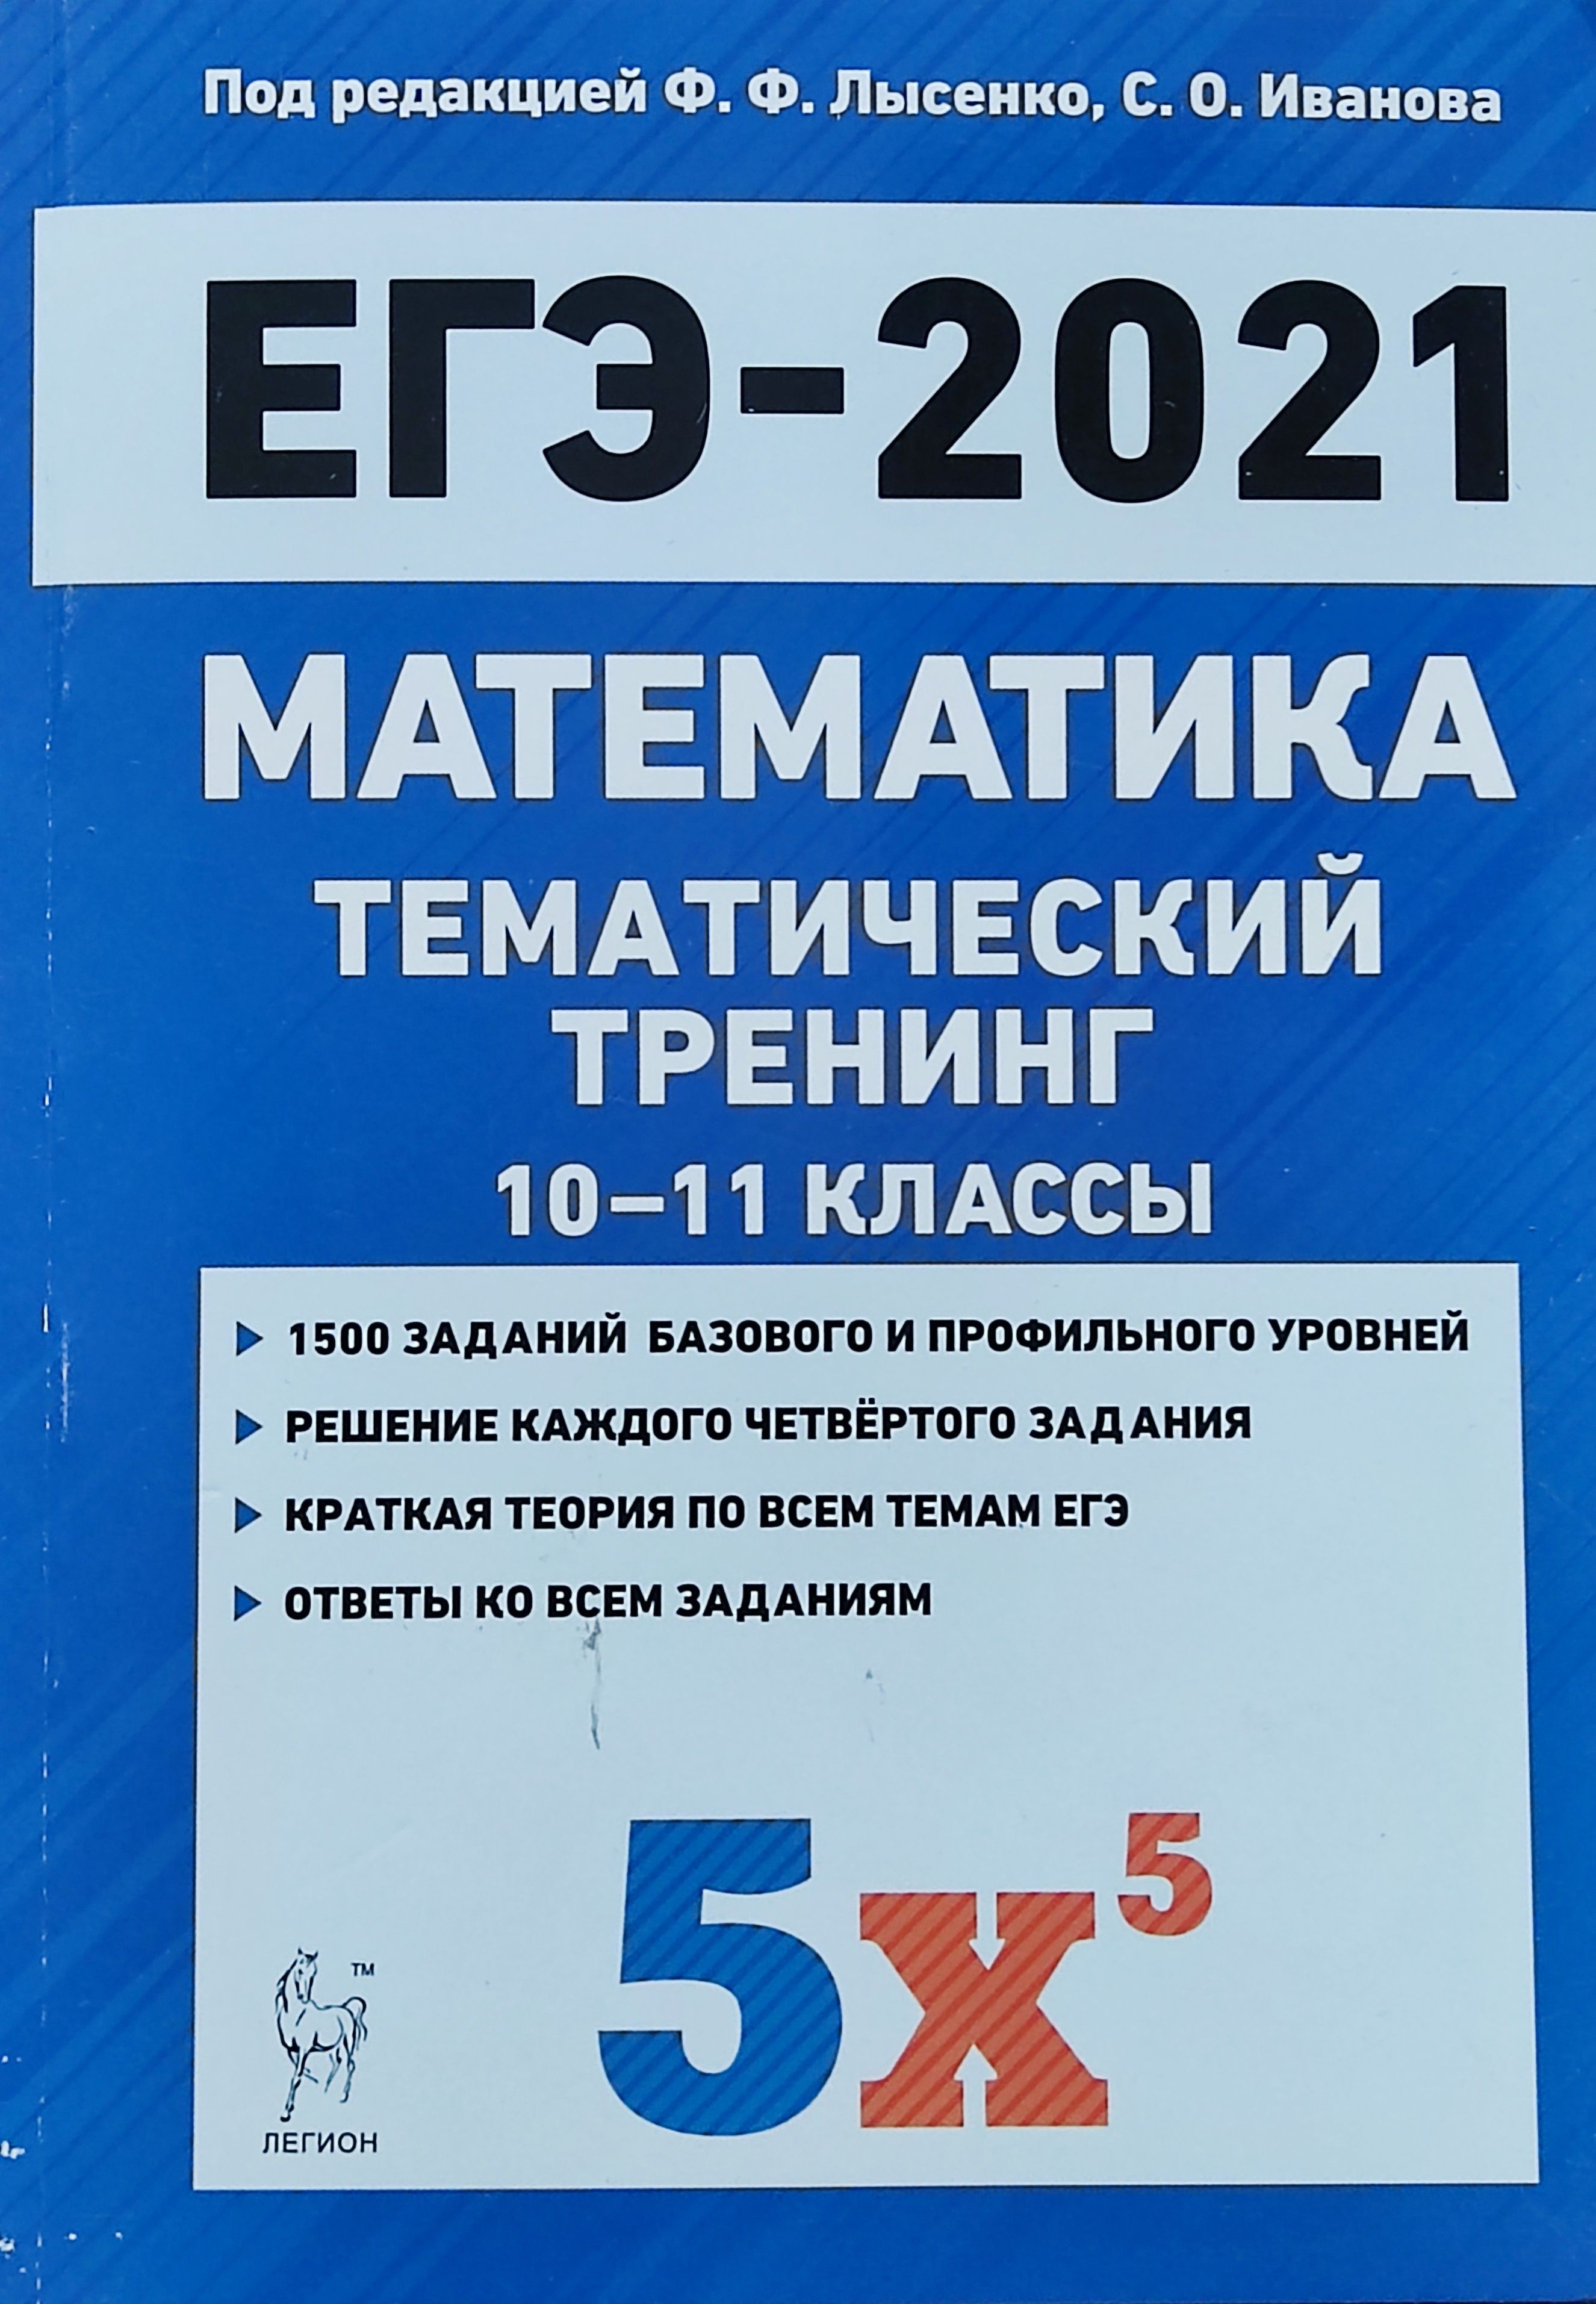 Под редакцией Ф. Ф. Лысенко, С. О. Иванова
ЕГЭ-2021
МАТЕМАТИКА
ТЕМАТИЧЕСКИЙ
ТРЕНИНГ
10–11 КЛАССЫ
1500 ЗАДАНИЙ БАЗОВОГО И ПРОФИЛЬНОГО УРОВНЕЙ
РЕШЕНИЕ КАЖДОГО ЧЕТВЁРТОГО ЗАДАНИЯ
КРАТКАЯ ТЕОРИЯ ПО ВСЕМ ТЕМАМ ЕГЭ
ОТВЕТЫ КО ВСЕМ ЗАДАНИЯМ
5x⁵
TM
ЛЕГИОН